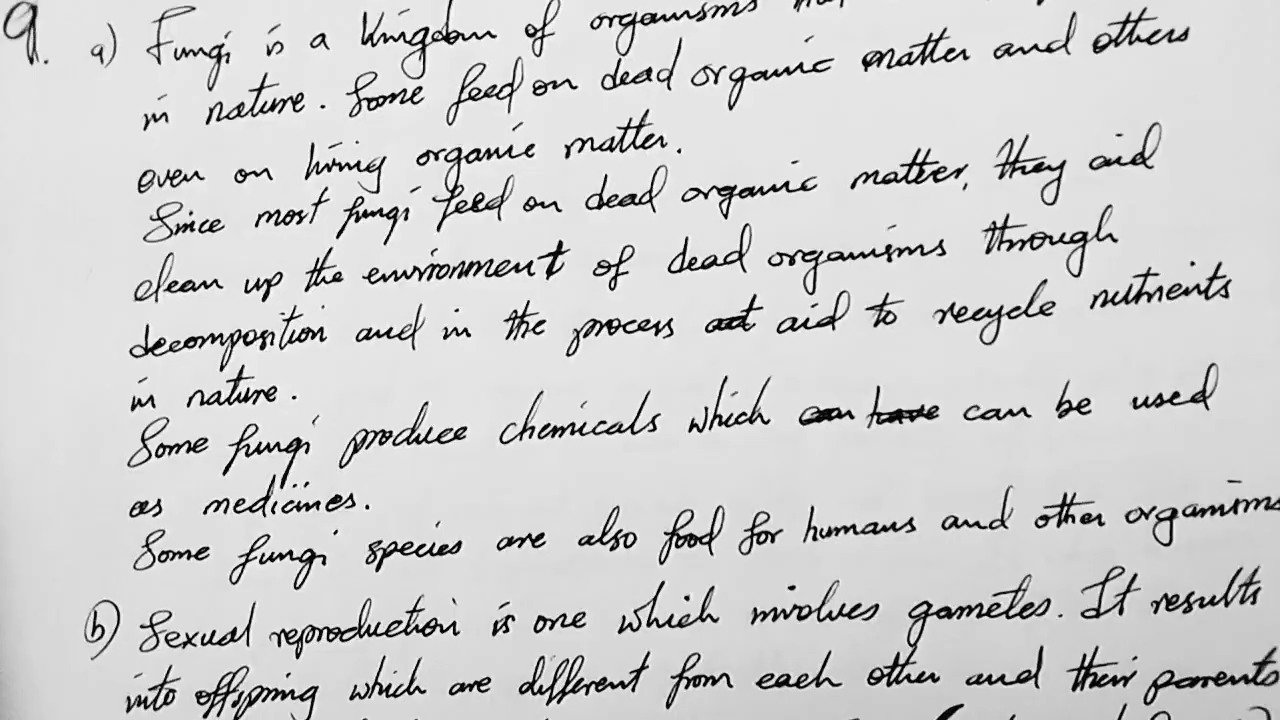 9. a) Fungi is a kingdom of organisms
in nature. Some feed on dead organic matter and others
even on living organic matter.
Since most fungi feed on dead organic matter, they aid
clean up the environment of dead organisms through
decomposition and in the process aid to recycle nutrients
in nature.
Some fungi produce chemicals which can have can be used
as medicines.
Some fungi species are also food for humans and other organisms
b) Sexual reproduction is one which involves gametes. It results
into offspring which are different from each other and their parents